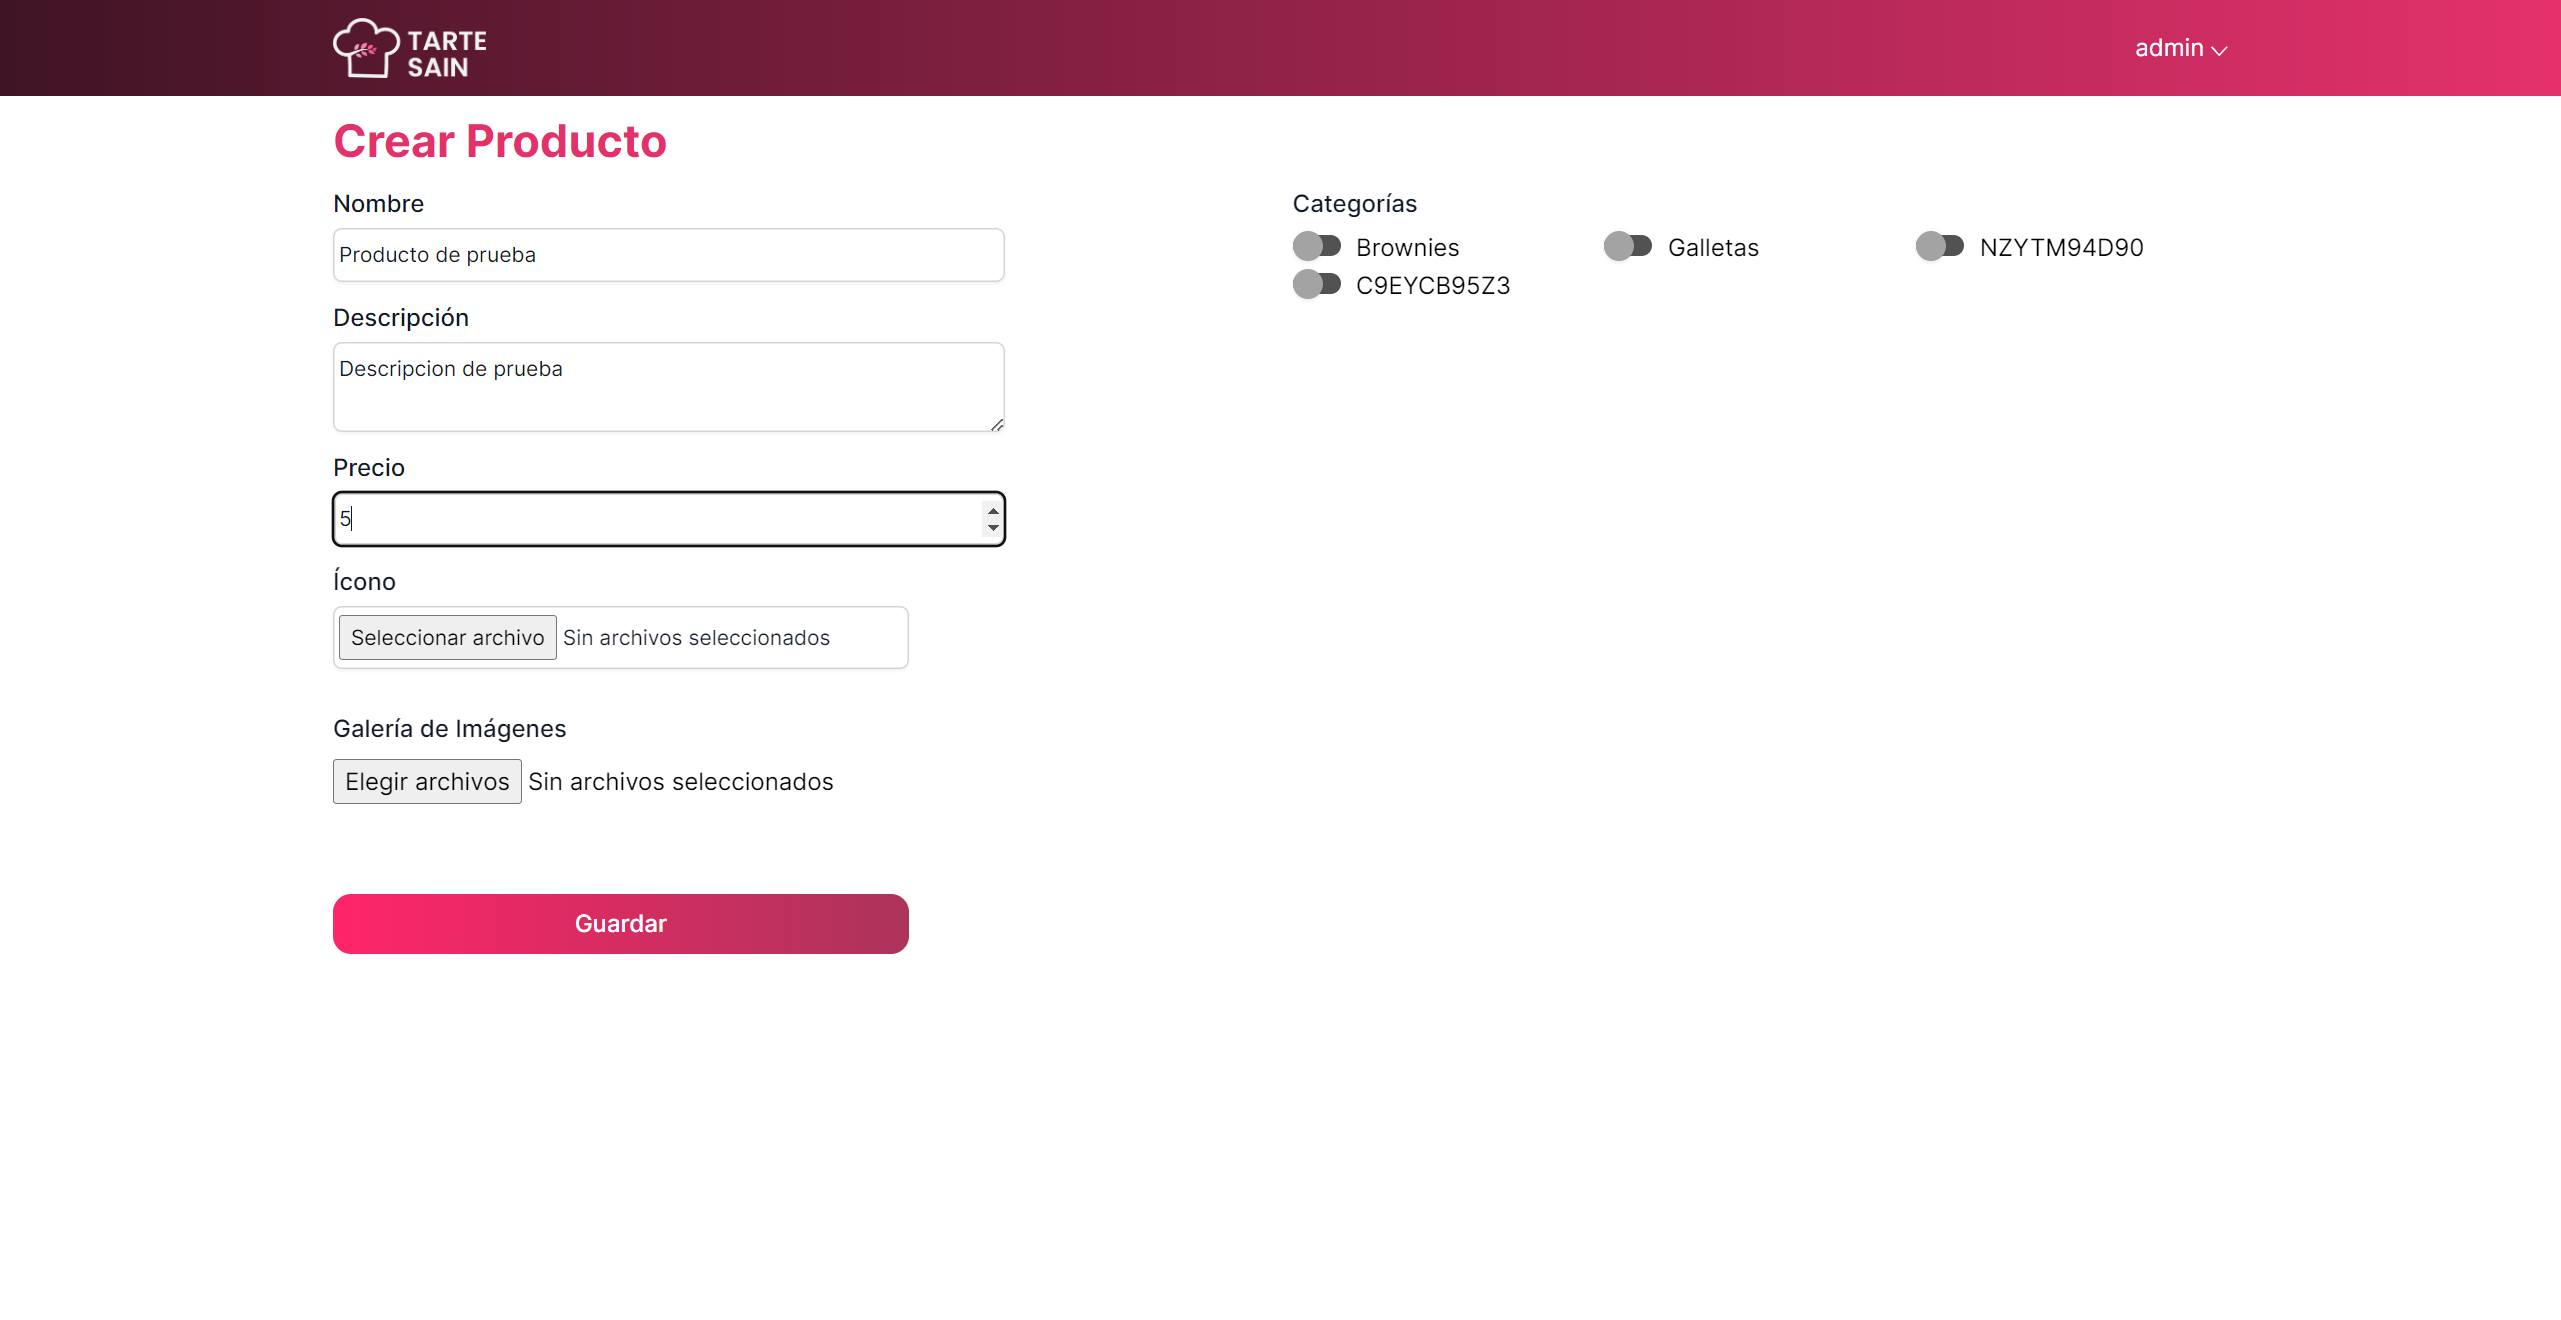 TARTE
SAIN
admin
Crear Producto
Nombre
Producto de prueba
Descripción
Descripcion de prueba
Precio
5
Ícono
Seleccionar archivo Sin archivos seleccionados
Galería de Imágenes
Elegir archivos Sin archivos seleccionados
Guardar
Categorías
Brownies Galletas NZYTM94D90
C9EYCB95Z3